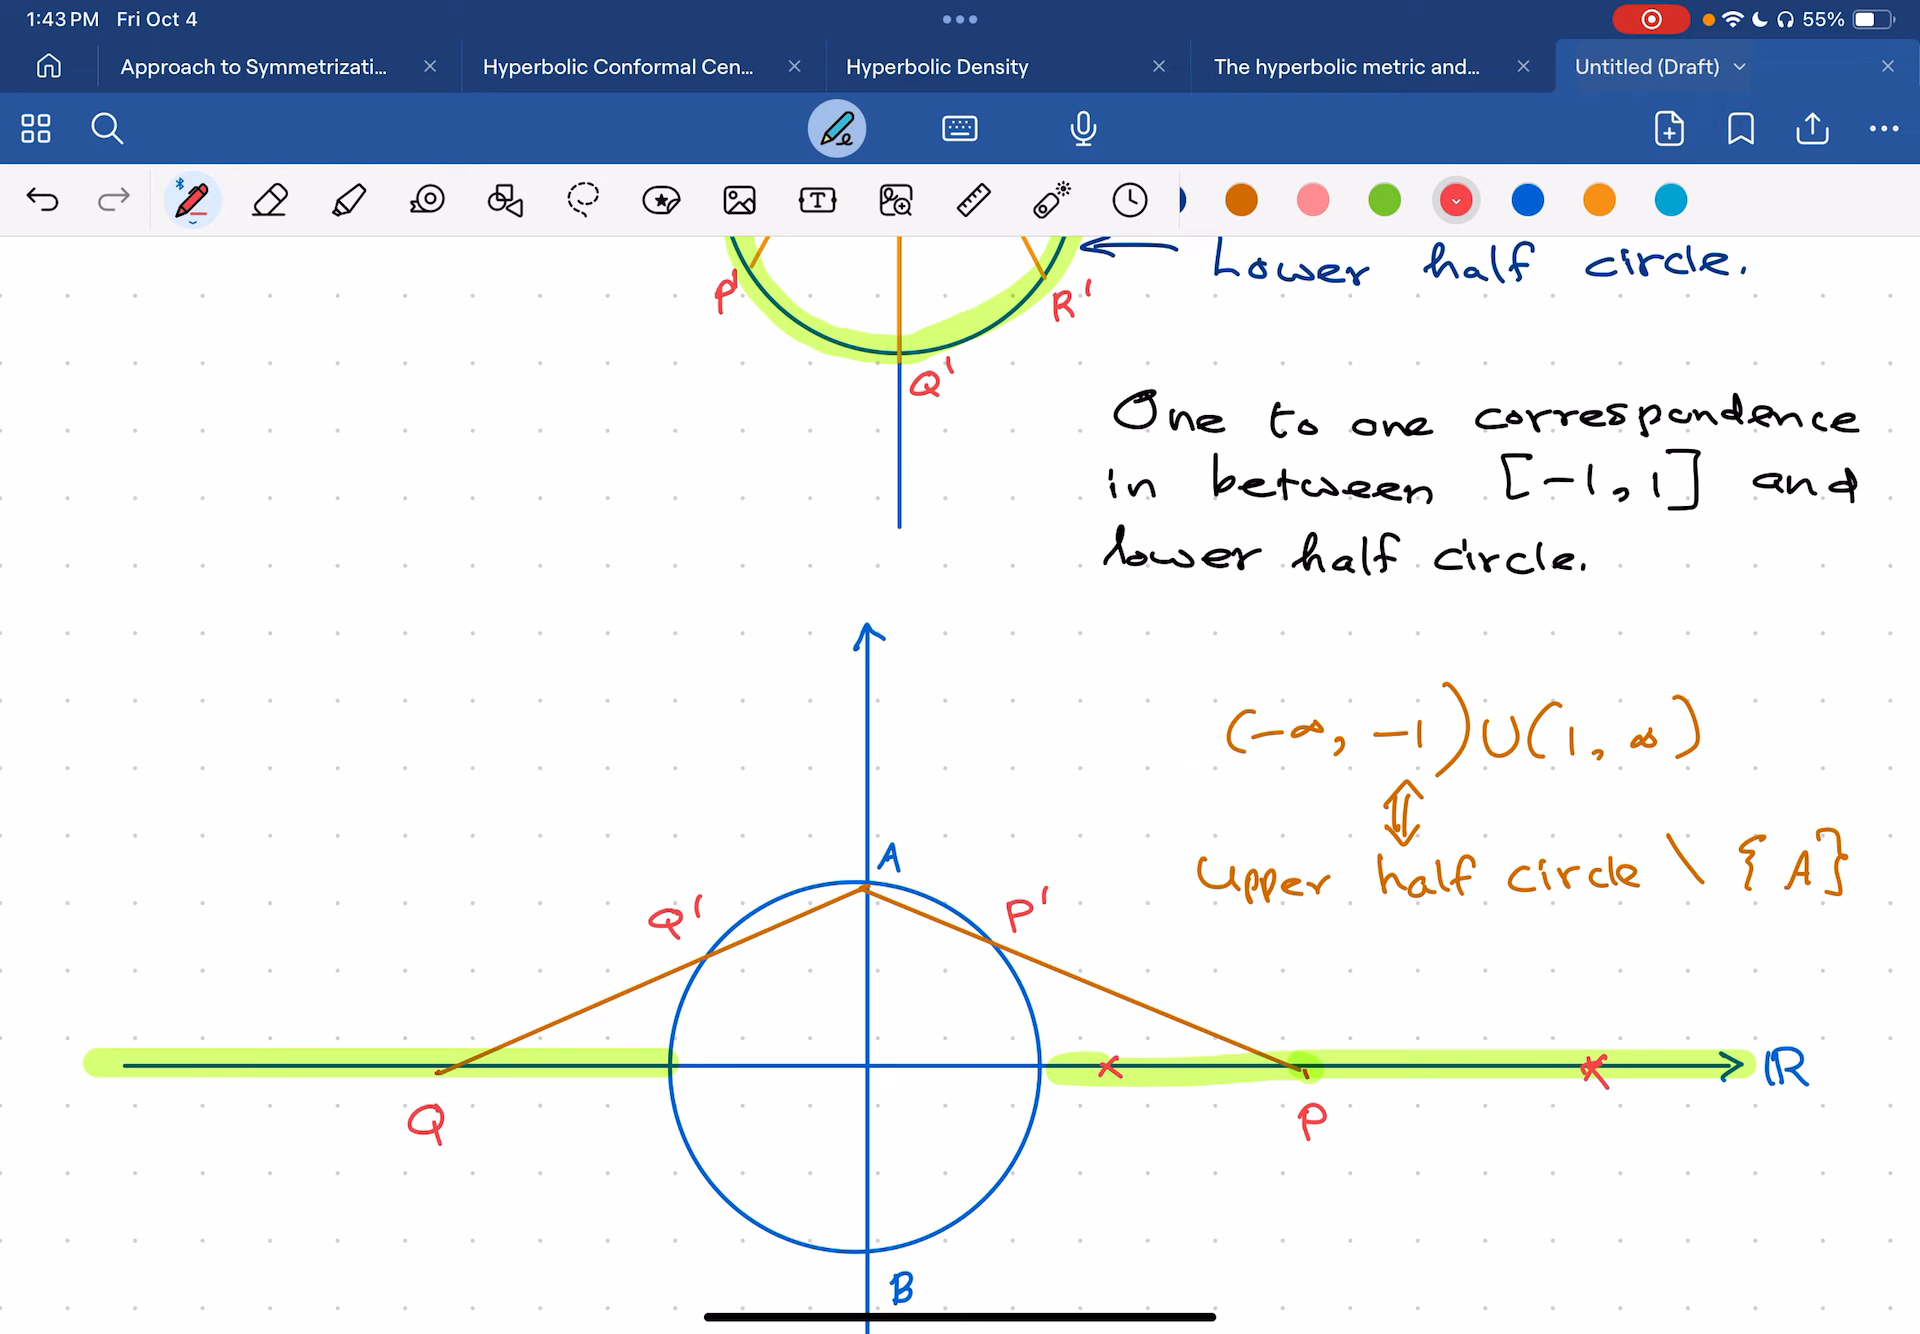 1:43 PM Fri Oct 4
55%
Approach to Symmetrizati...
Hyperbolic Conformal Cen...
Hyperbolic Density
The hyperbolic metric and...
Untitled (Draft)
Lower half circle.
P'
R'
Q'
One to one correspondence
in between [-1, 1] and
lower half circle.
(-∞, -1) ∪ (1, ∞)
⇕
Upper half circle \ {A}
A
Q'
P'
ℝ
Q
P
B